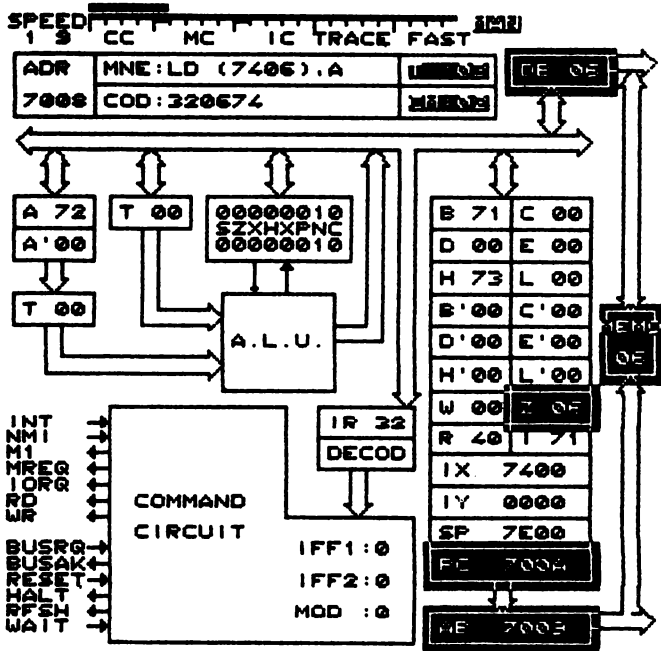 SPEED
1 9 CC MC IC TRACE FAST
ADR MNE:LD (7406),A
7008 COD:320674
A 72 T 00 00000010 B 71 C 00
A'00 SZXHXPNC D 00 E 00
00000010 H 73 L 00
T 00 B'00 C'00
A.L.U. D'00 E'00
H'00 L'00
W 00
IR 32 R 40 I 71
DECOD IX 7400
IY 0000
SP 7E00
PC 700A
AB
INT
NMI
M1
MREQ
IORQ
RD
WR
BUSRQ
BUSAK
RESET
HALT
RFSH
WAIT
COMMAND
CIRCUIT
IFF1:0
IFF2:0
MOD :0